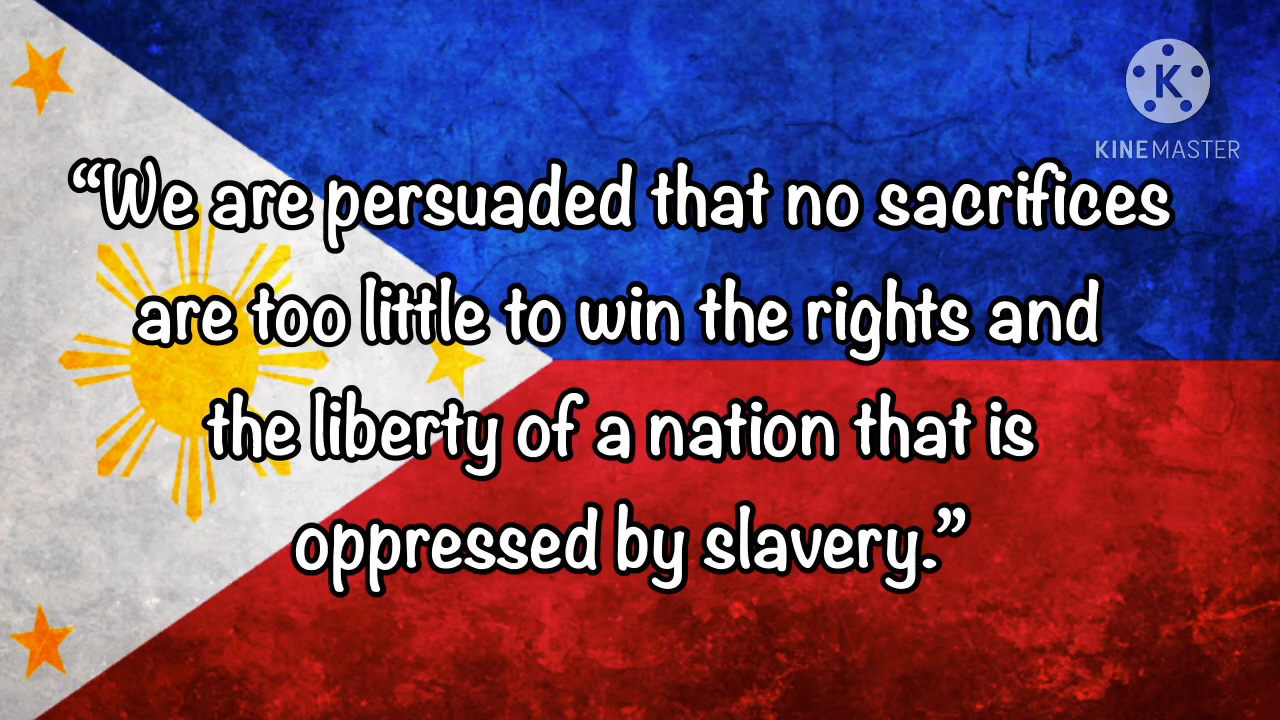 K
KINEMASTER
“We are persuaded that no sacrifices
are too little to win the rights and
the liberty of a nation that is
oppressed by slavery.”